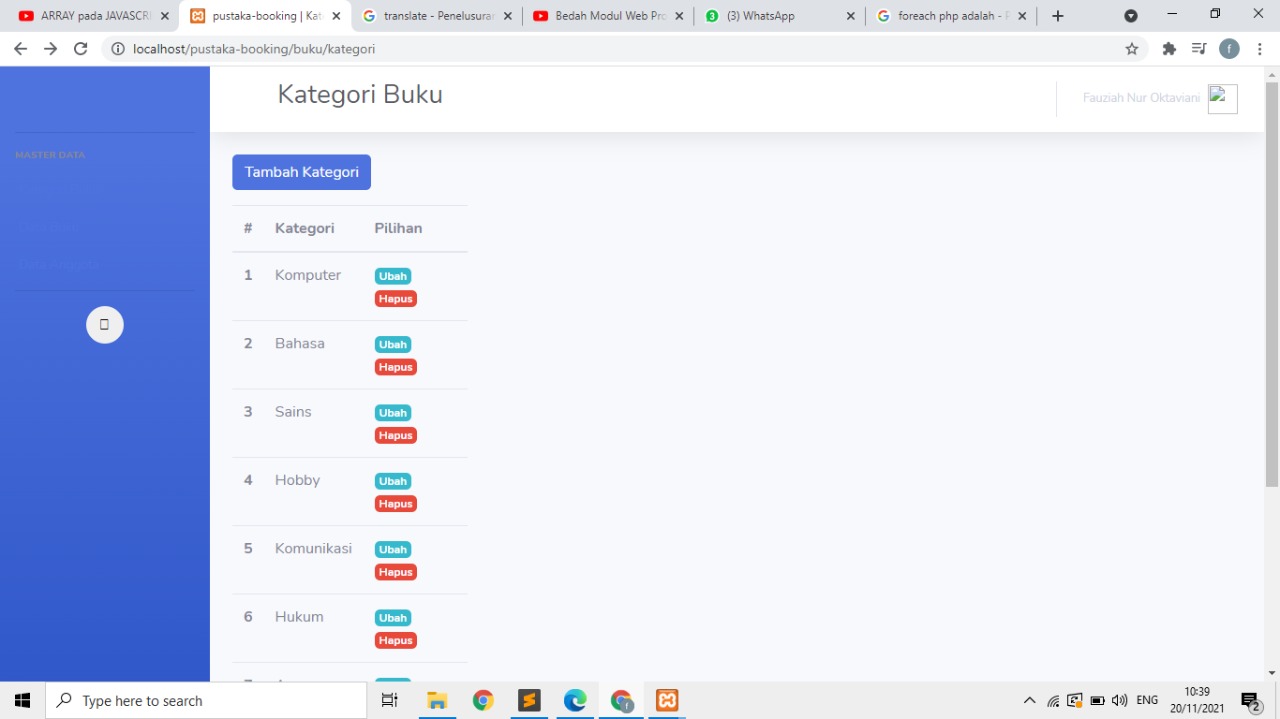 ARRAY pada JAVASCRI
pustaka-booking | Kat
translate - Penelusuran
Bedah Modul Web Pro
(3) WhatsApp
foreach php adalah - P
localhost/pustaka-booking/buku/kategori
f
Kategori Buku
Fauziah Nur Oktaviani
MASTER DATA
Tambah Kategori
# Kategori Pilihan
1 Komputer Ubah
Hapus
2 Bahasa Ubah
Hapus
3 Sains Ubah
Hapus
4 Hobby Ubah
Hapus
5 Komunikasi Ubah
Hapus
6 Hukum Ubah
Hapus
Type here to search
ENG
10:39
20/11/2021
2